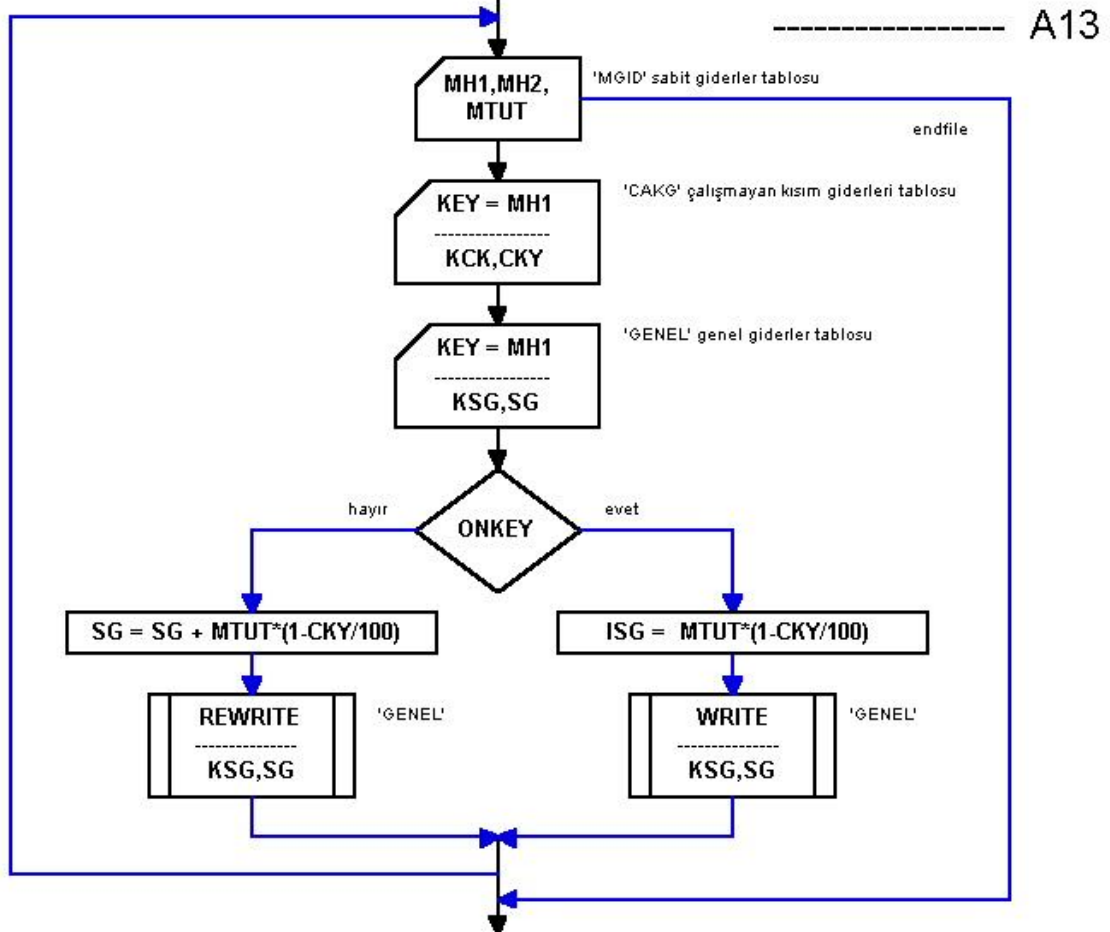 ------------------- A13
MH1,MH2,
MTUT
'MGID' sabit giderler tablosu
endfile
KEY = MH1
-----------------
KCK,CKY
'CAKG' çalışmayan kısım giderleri tablosu
KEY = MH1
-----------------
KSG,SG
'GENEL' genel giderler tablosu
hayır
ONKEY
evet
SG = SG + MTUT*(1-CKY/100)
ISG = MTUT*(1-CKY/100)
REWRITE
---------------
KSG,SG
'GENEL'
WRITE
---------------
KSG,SG
'GENEL'